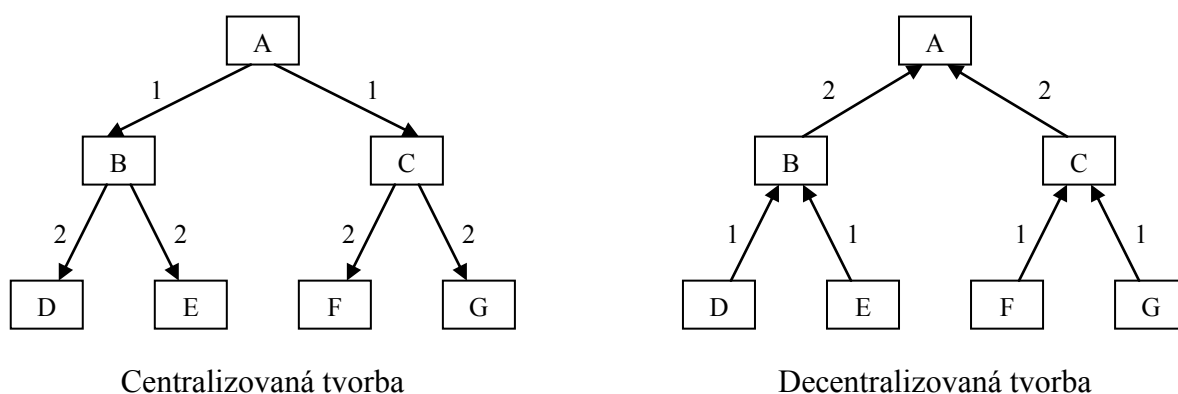 A
1 1
B C
2 2 2 2
D E F G
Centralizovaná tvorba
A
2 2
B C
1 1 1 1
D E F G
Decentralizovaná tvorba